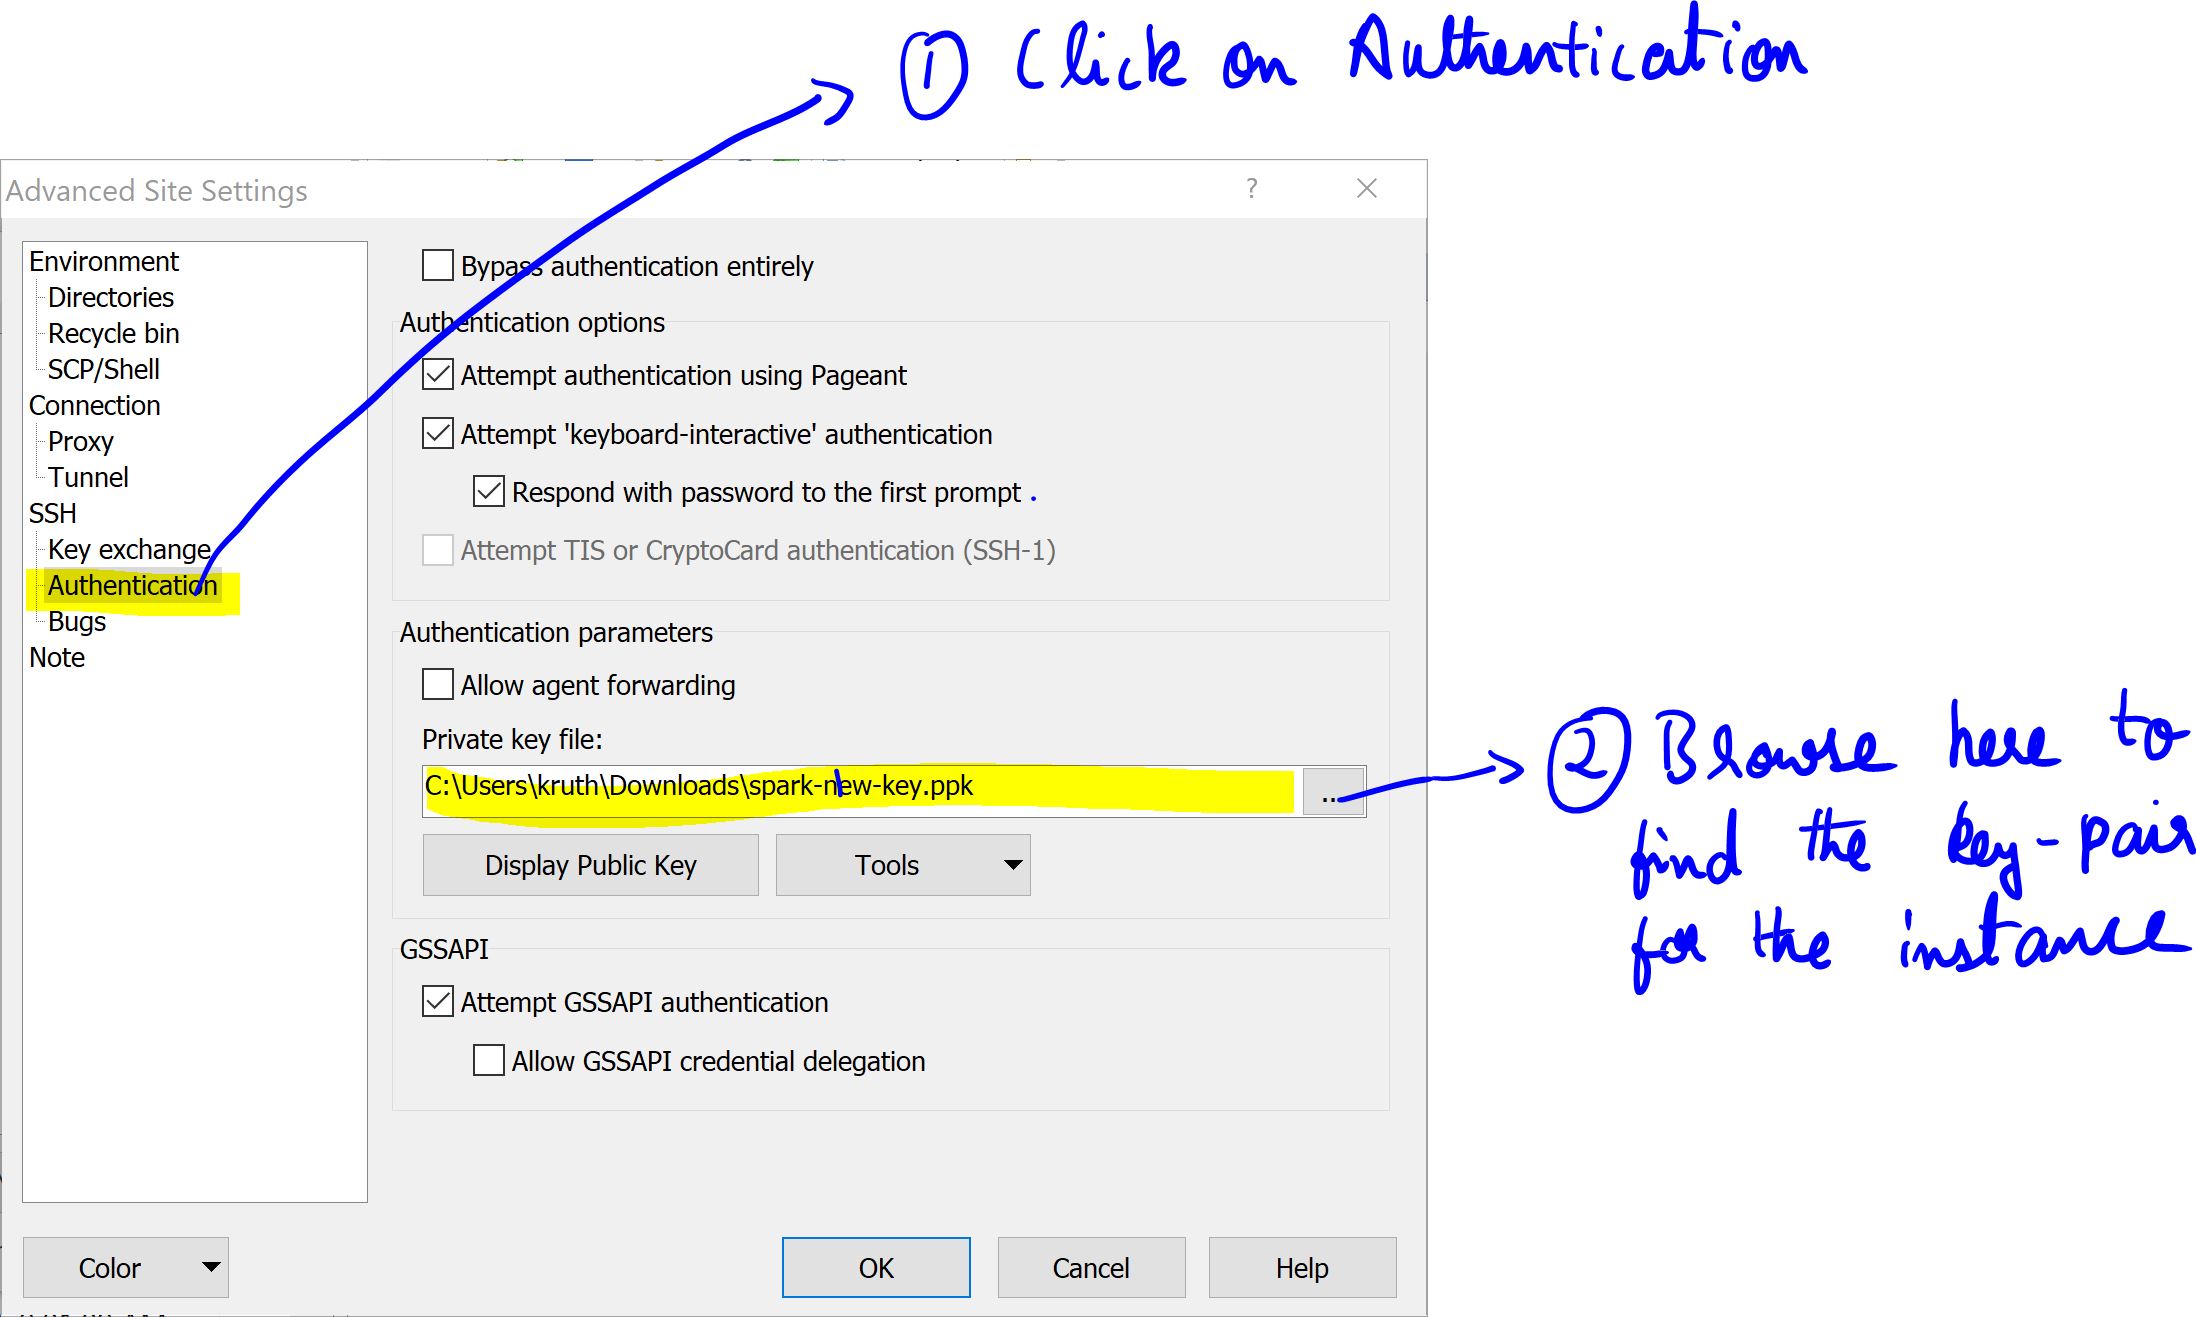 ① Click on Authentication
Advanced Site Settings
?
Environment
Directories
Recycle bin
SCP/Shell
Connection
Proxy
Tunnel
SSH
Key exchange
Authentication
Bugs
Note
Bypass authentication entirely
Authentication options
Attempt authentication using Pageant
Attempt 'keyboard-interactive' authentication
Respond with password to the first prompt
Attempt TIS or CryptoCard authentication (SSH-1)
Authentication parameters
Allow agent forwarding
Private key file:
C:\Users\kruth\Downloads\spark-new-key.ppk
...
Display Public Key
Tools
② Browse here to
find the key-pair
for the instance
GSSAPI
Attempt GSSAPI authentication
Allow GSSAPI credential delegation
Color
OK
Cancel
Help